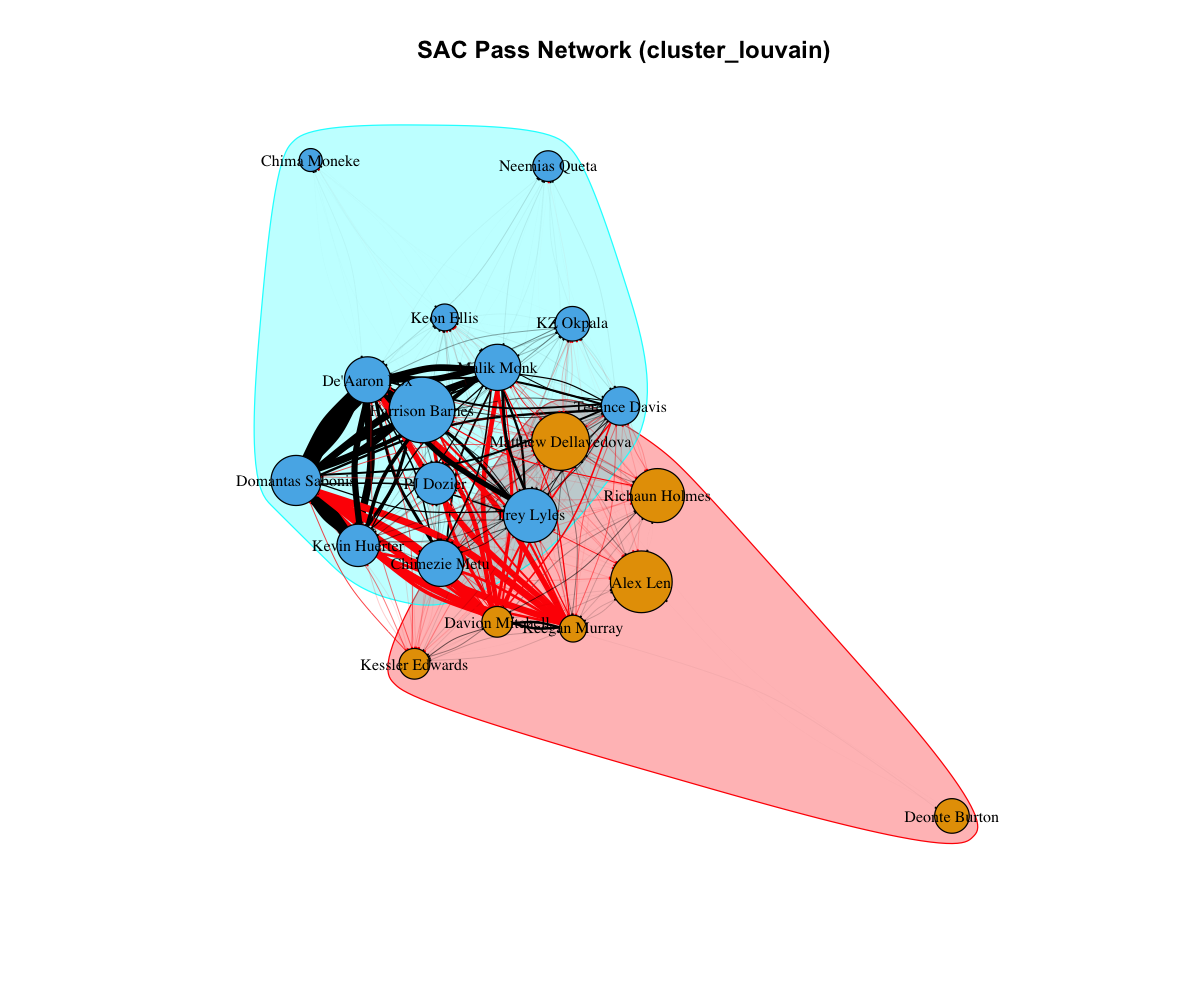 SAC Pass Network (cluster_louvain)
Chima Moneke
Neemias Queta
Keon Ellis
KZ Okpala
Malik Monk
De'Aaron Fox
Harrison Barnes
Terence Davis
Matthew Dellavedova
Domantas Sabonis
PJ Dozier
Richaun Holmes
Trey Lyles
Kevin Huerter
Chimezie Metu
Alex Len
Davion Mitchell
Keegan Murray
Kessler Edwards
Deonte Burton